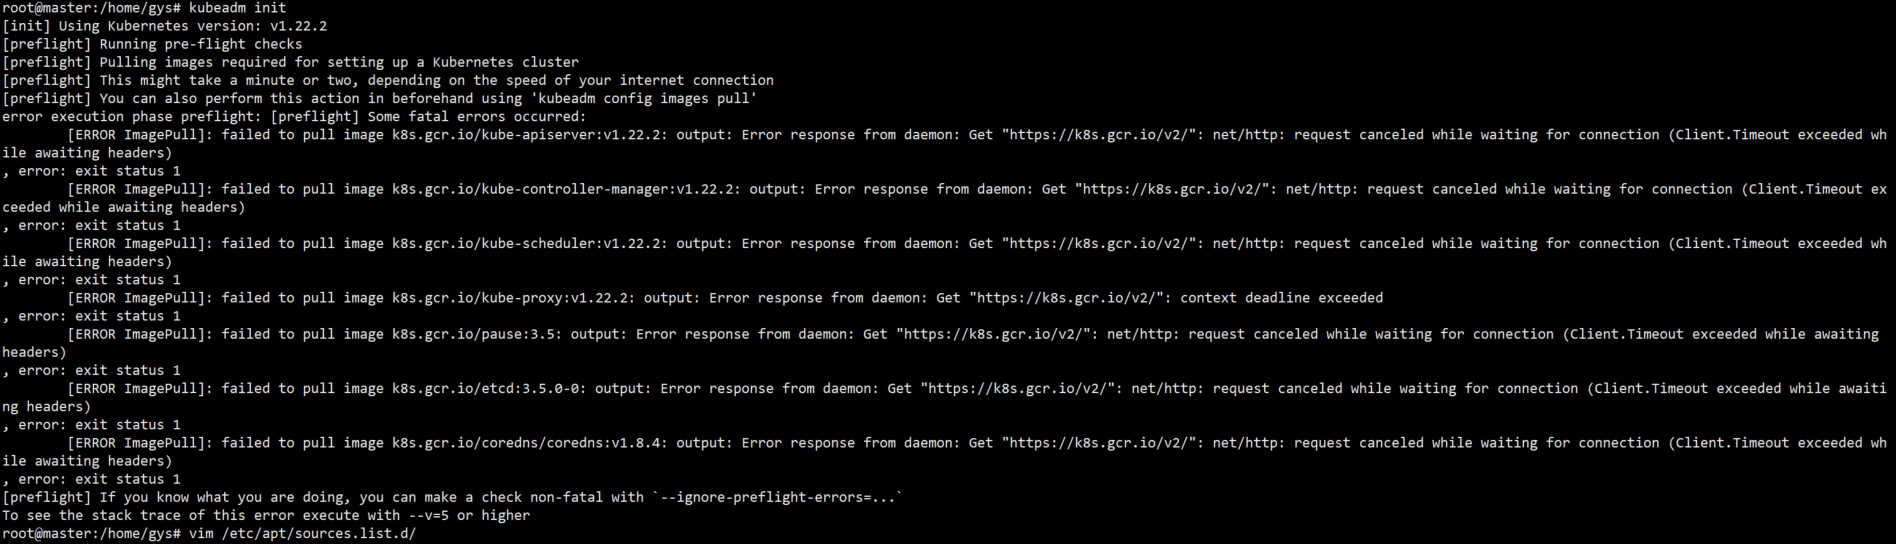 root@master:/home/gys# kubeadm init
[init] Using Kubernetes version: v1.22.2
[preflight] Running pre-flight checks
[preflight] Pulling images required for setting up a Kubernetes cluster
[preflight] This might take a minute or two, depending on the speed of your internet connection
[preflight] You can also perform this action in beforehand using 'kubeadm config images pull'
error execution phase preflight: [preflight] Some fatal errors occurred:
        [ERROR ImagePull]: failed to pull image k8s.gcr.io/kube-apiserver:v1.22.2: output: Error response from daemon: Get "https://k8s.gcr.io/v2/": net/http: request canceled while waiting for connection (Client.Timeout exceeded wh
ile awaiting headers)
, error: exit status 1
        [ERROR ImagePull]: failed to pull image k8s.gcr.io/kube-controller-manager:v1.22.2: output: Error response from daemon: Get "https://k8s.gcr.io/v2/": net/http: request canceled while waiting for connection (Client.Timeout ex
ceeded while awaiting headers)
, error: exit status 1
        [ERROR ImagePull]: failed to pull image k8s.gcr.io/kube-scheduler:v1.22.2: output: Error response from daemon: Get "https://k8s.gcr.io/v2/": net/http: request canceled while waiting for connection (Client.Timeout exceeded wh
ile awaiting headers)
, error: exit status 1
        [ERROR ImagePull]: failed to pull image k8s.gcr.io/kube-proxy:v1.22.2: output: Error response from daemon: Get "https://k8s.gcr.io/v2/": context deadline exceeded
, error: exit status 1
        [ERROR ImagePull]: failed to pull image k8s.gcr.io/pause:3.5: output: Error response from daemon: Get "https://k8s.gcr.io/v2/": net/http: request canceled while waiting for connection (Client.Timeout exceeded while awaiting
headers)
, error: exit status 1
        [ERROR ImagePull]: failed to pull image k8s.gcr.io/etcd:3.5.0-0: output: Error response from daemon: Get "https://k8s.gcr.io/v2/": net/http: request canceled while waiting for connection (Client.Timeout exceeded while awaiti
ng headers)
, error: exit status 1
        [ERROR ImagePull]: failed to pull image k8s.gcr.io/coredns/coredns:v1.8.4: output: Error response from daemon: Get "https://k8s.gcr.io/v2/": net/http: request canceled while waiting for connection (Client.Timeout exceeded wh
ile awaiting headers)
, error: exit status 1
[preflight] If you know what you are doing, you can make a check non-fatal with `--ignore-preflight-errors=...`
To see the stack trace of this error execute with --v=5 or higher
root@master:/home/gys# vim /etc/apt/sources.list.d/